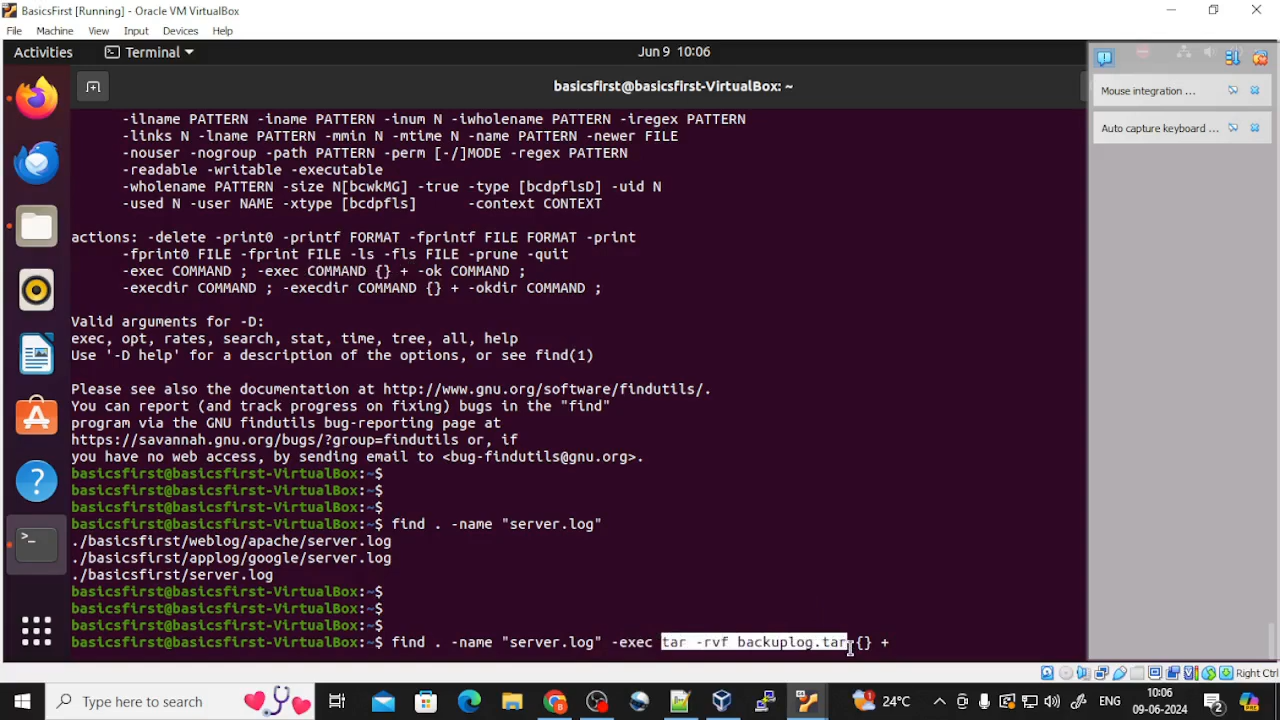 BasicsFirst [Running] - Oracle VM VirtualBox
File Machine View Input Devices Help
Activities Terminal Jun 9 10:06
basicsfirst@basicsfirst-VirtualBox: ~
Mouse integration ...
Auto capture keyboard ...
-ilname PATTERN -iname PATTERN -inum N -iwholename PATTERN -iregex PATTERN
-links N -lname PATTERN -mmin N -mtime N -name PATTERN -newer FILE
-nouser -nogroup -path PATTERN -perm [-/]MODE -regex PATTERN
-readable -writable -executable
-wholename PATTERN -size N[bcwkMG] -true -type [bcdpflsD] -uid N
-used N -user NAME -xtype [bcdpfls] -context CONTEXT
actions: -delete -print0 -printf FORMAT -fprintf FILE FORMAT -print
-fprint0 FILE -fprint FILE -ls -fls FILE -prune -quit
-exec COMMAND ; -exec COMMAND {} + -ok COMMAND ;
-execdir COMMAND ; -execdir COMMAND {} + -okdir COMMAND ;
Valid arguments for -D:
exec, opt, rates, search, stat, time, tree, all, help
Use '-D help' for a description of the options, or see find(1)
Please see also the documentation at http://www.gnu.org/software/findutils/.
You can report (and track progress on fixing) bugs in the "find"
program via the GNU findutils bug-reporting page at
https://savannah.gnu.org/bugs/?group=findutils or, if
you have no web access, by sending email to <bug-findutils@gnu.org>.
basicsfirst@basicsfirst-VirtualBox:~$
basicsfirst@basicsfirst-VirtualBox:~$
basicsfirst@basicsfirst-VirtualBox:~$
basicsfirst@basicsfirst-VirtualBox:~$ find . -name "server.log"
./basicsfirst/weblog/apache/server.log
./basicsfirst/applog/google/server.log
./basicsfirst/server.log
basicsfirst@basicsfirst-VirtualBox:~$
basicsfirst@basicsfirst-VirtualBox:~$
basicsfirst@basicsfirst-VirtualBox:~$
basicsfirst@basicsfirst-VirtualBox:~$ find . -name "server.log" -exec tar -rvf backuplog.tar {} +
Right Ctrl
Type here to search 24°C ENG 10:06
09-06-2024 2